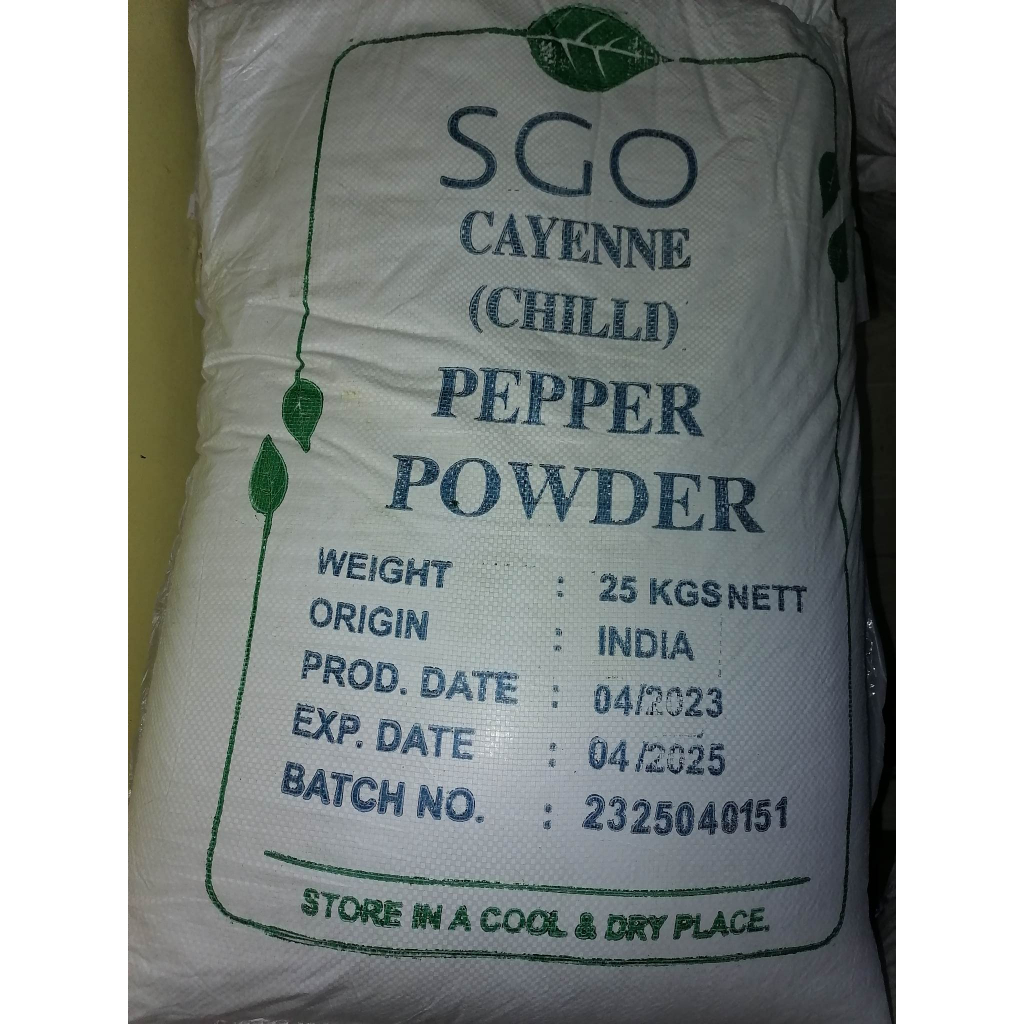 SGO
CAYENNE
(CHILLI)
PEPPER
POWDER
WEIGHT : 25 KGS NETT
ORIGIN : INDIA
PROD. DATE : 04/2023
EXP. DATE : 04/2025
BATCH NO. : 2325040151
STORE IN A COOL & DRY PLACE.